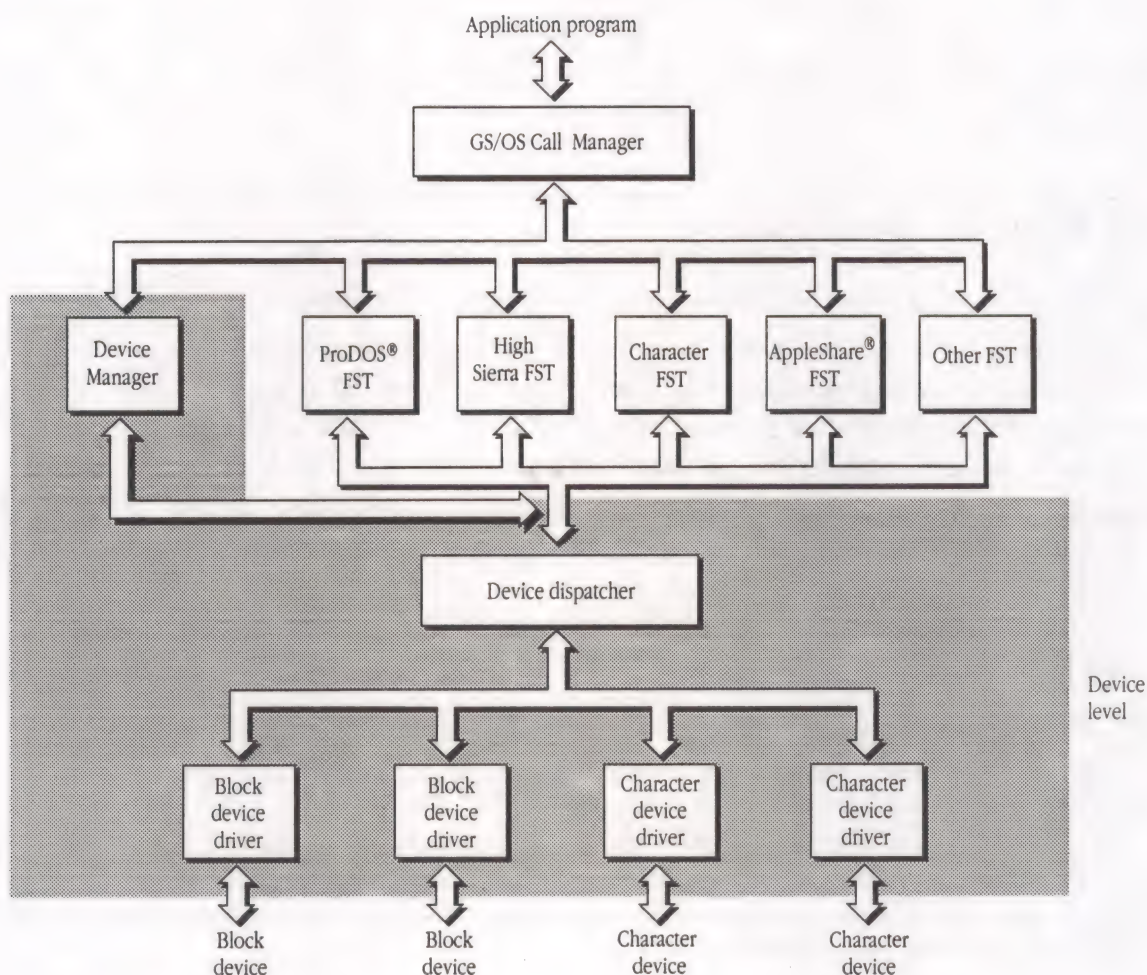 Application program
GS/OS Call Manager
Device
Manager
ProDOS®
FST
High
Sierra FST
Character
FST
AppleShare®
FST
Other FST
Device dispatcher
Device
level
Block
device
driver
Block
device
driver
Character
device
driver
Character
device
driver
Block
device
Block
device
Character
device
Character
device